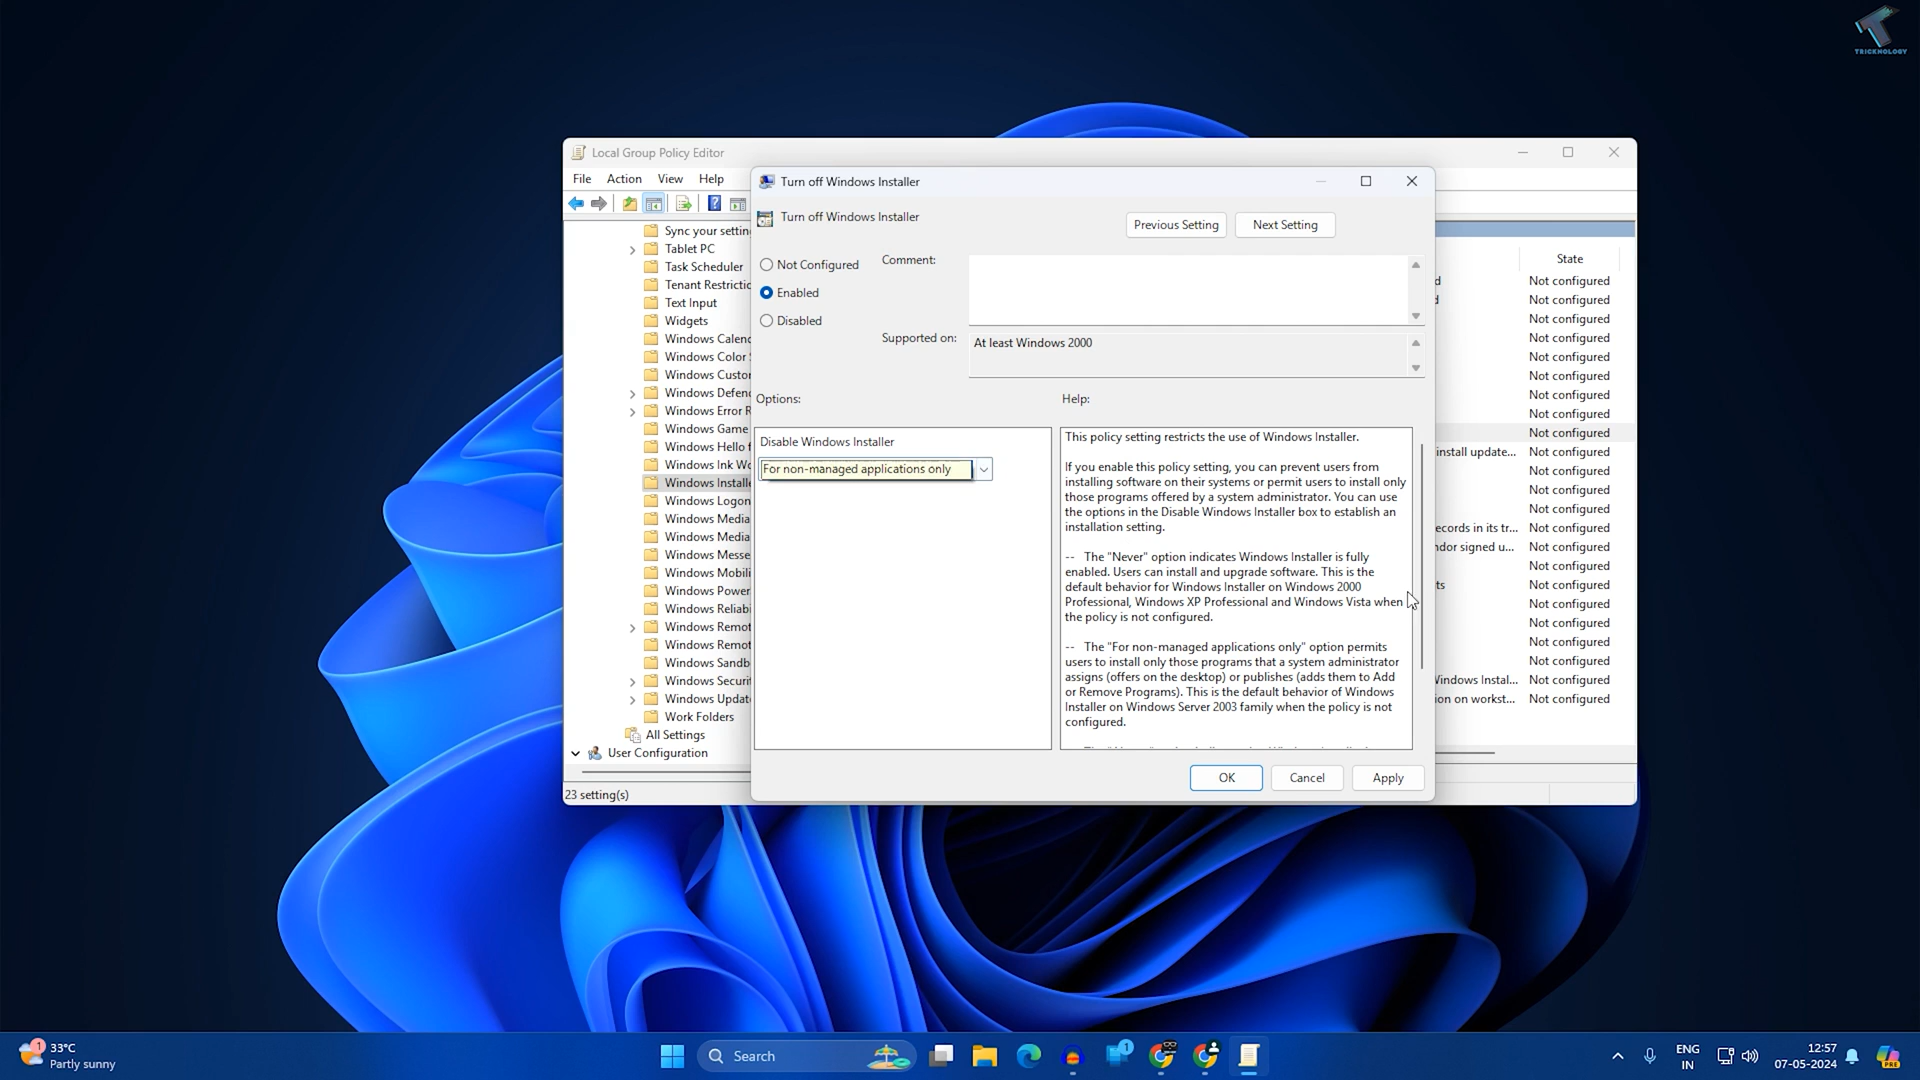 TRICKNOLOGY
Local Group Policy Editor
File Action View Help
Turn off Windows Installer
Turn off Windows Installer
Previous Setting
Next Setting
Not Configured
Enabled
Disabled
Comment:
Supported on:
At least Windows 2000
Options:
Help:
Disable Windows Installer
For non-managed applications only
This policy setting restricts the use of Windows Installer.
If you enable this policy setting, you can prevent users from
installing software on their systems or permit users to install only
those programs offered by a system administrator. You can use
the options in the Disable Windows Installer box to establish an
installation setting.
-- The "Never" option indicates Windows Installer is fully
enabled. Users can install and upgrade software. This is the
default behavior for Windows Installer on Windows 2000
Professional, Windows XP Professional and Windows Vista when
the policy is not configured.
-- The "For non-managed applications only" option permits
users to install only those programs that a system administrator
assigns (offers on the desktop) or publishes (adds them to Add
or Remove Programs). This is the default behavior of Windows
Installer on Windows Server 2003 family when the policy is not
configured.
OK
Cancel
Apply
Sync your settin
Tablet PC
Task Scheduler
Tenant Restrictio
Text Input
Widgets
Windows Calend
Windows Color S
Windows Custor
Windows Defend
Windows Error R
Windows Game
Windows Hello f
Windows Ink Wo
Windows Installe
Windows Logon
Windows Media
Windows Media
Windows Messe
Windows Mobili
Windows Power
Windows Reliabi
Windows Remot
Windows Remot
Windows Sandb
Windows Securit
Windows Updat
Work Folders
All Settings
User Configuration
23 setting(s)
State
Not configured
Not configured
Not configured
Not configured
Not configured
Not configured
Not configured
Not configured
Not configured
install update... Not configured
Not configured
Not configured
Not configured
ecords in its tr... Not configured
ndor signed u... Not configured
Not configured
ts Not configured
Not configured
Not configured
Not configured
Not configured
Windows Instal... Not configured
on on workst... Not configured
1
33°C
Partly sunny
Search
1
ENG
IN
12:57
07-05-2024
PRE